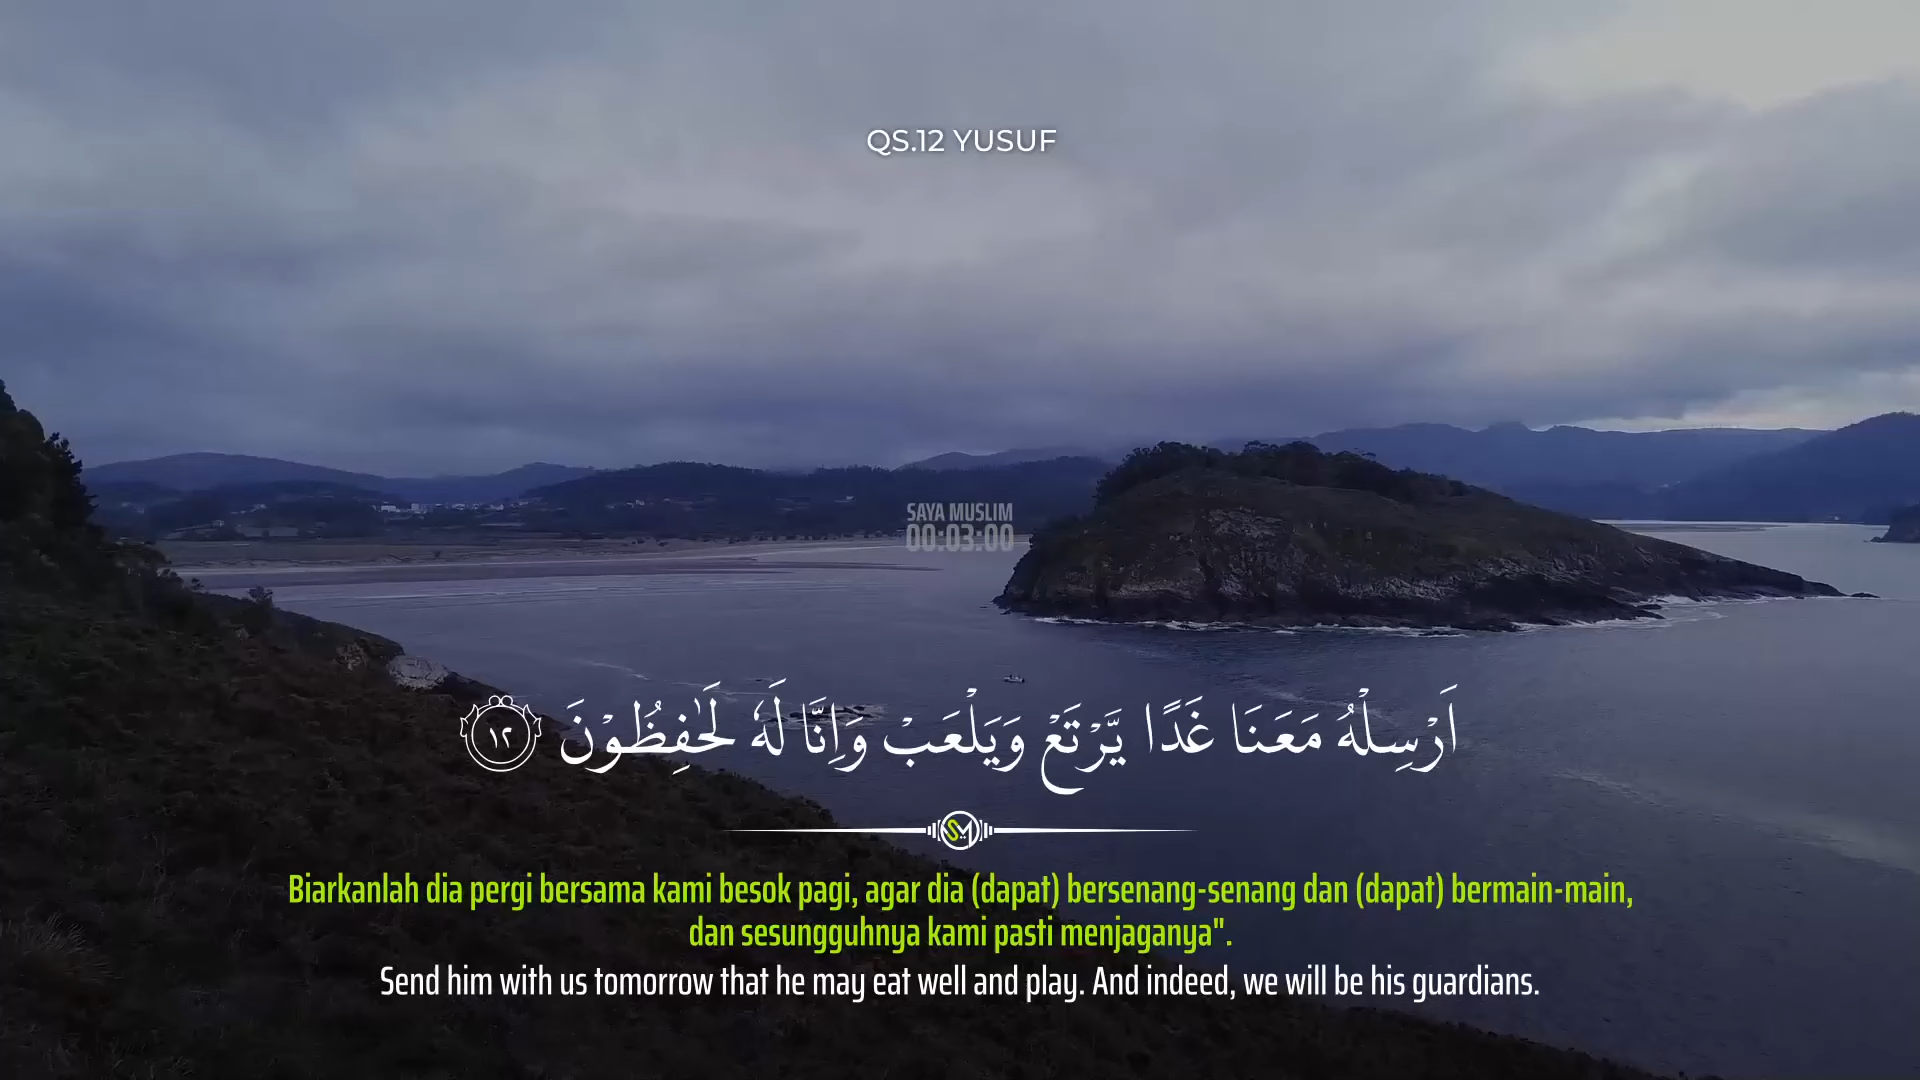 QS.12 YUSUF
SAYA MUSLIM
00:03:00
اَرْسِلْهُ مَعَنَا غَدًا يَّرْتَعْ وَيَلْعَبْ وَاِنَّا لَهٗ لَحٰفِظُوْنَ ١٢
Biarkanlah dia pergi bersama kami besok pagi, agar dia (dapat) bersenang-senang dan (dapat) bermain-main,
dan sesungguhnya kami pasti menjaganya".
Send him with us tomorrow that he may eat well and play. And indeed, we will be his guardians.